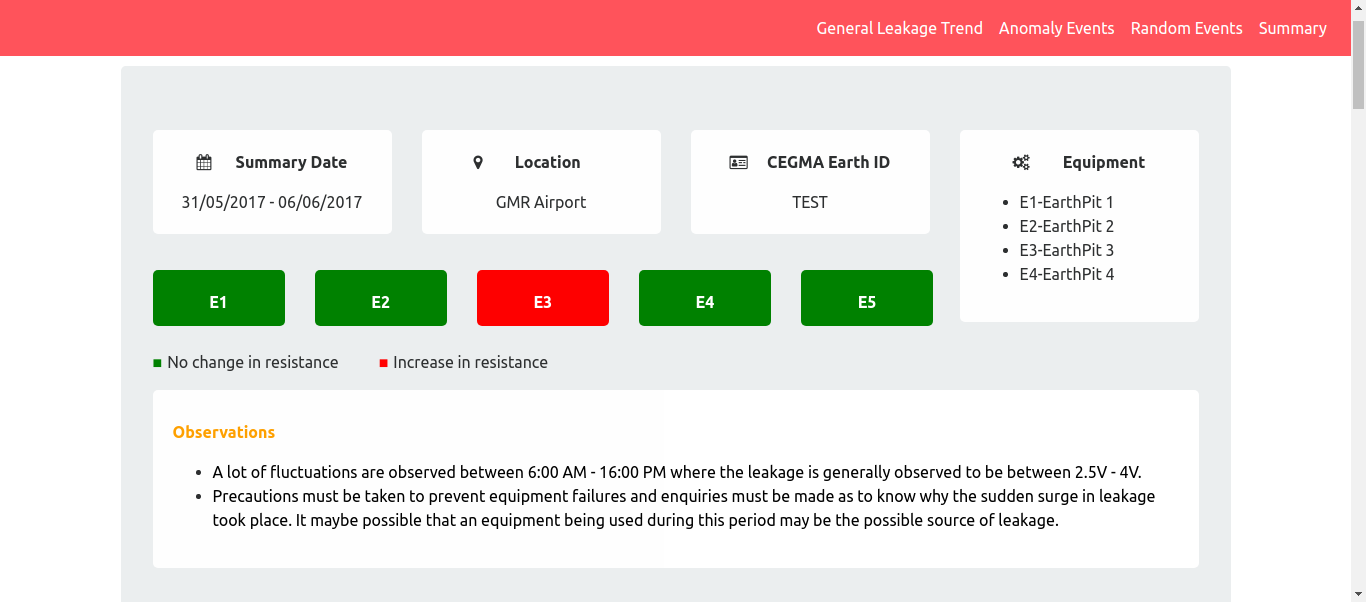 General Leakage Trend Anomaly Events Random Events Summary
Summary Date
31/05/2017 - 06/06/2017
Location
GMR Airport
CEGMA Earth ID
TEST
Equipment
E1-EarthPit 1
E2-EarthPit 2
E3-EarthPit 3
E4-EarthPit 4
E1 E2 E3 E4 E5
No change in resistance Increase in resistance
Observations
A lot of fluctuations are observed between 6:00 AM - 16:00 PM where the leakage is generally observed to be between 2.5V - 4V.
Precautions must be taken to prevent equipment failures and enquiries must be made as to know why the sudden surge in leakage
took place. It maybe possible that an equipment being used during this period may be the possible source of leakage.